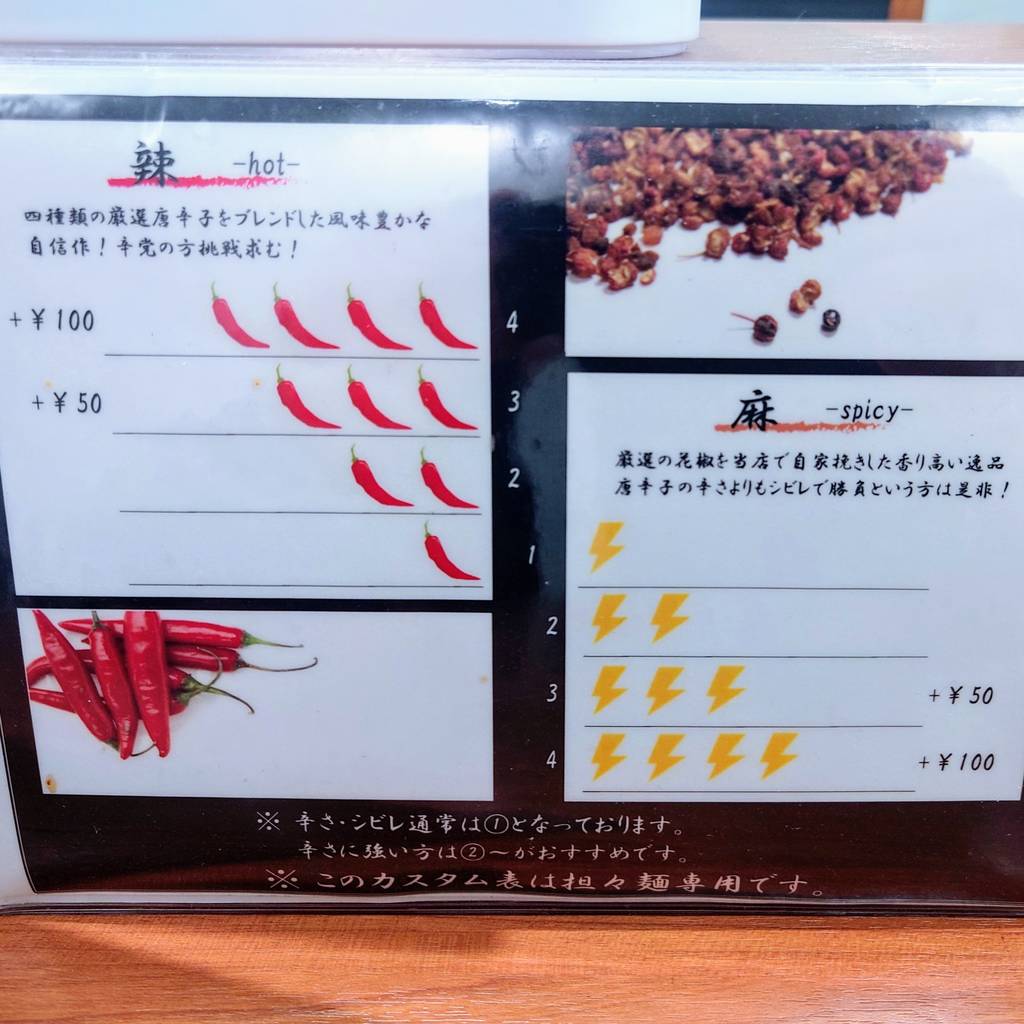 辣 -hot-
四種類の厳選唐辛子をブレンドした風味豊かな
自信作！辛党の方挑戦求む！
+¥100 4
+¥50 3
2
1
麻 -spicy-
厳選の花椒を当店で自家挽きした香り高い逸品
唐辛子の辛さよりもシビレで勝負という方は是非！
2
3 +¥50
4 +¥100
※ 辛さ・シビレ通常は①となっております。
辛さに強い方は②～がおすすめです。
※ このカスタム表は担々麺専用です。